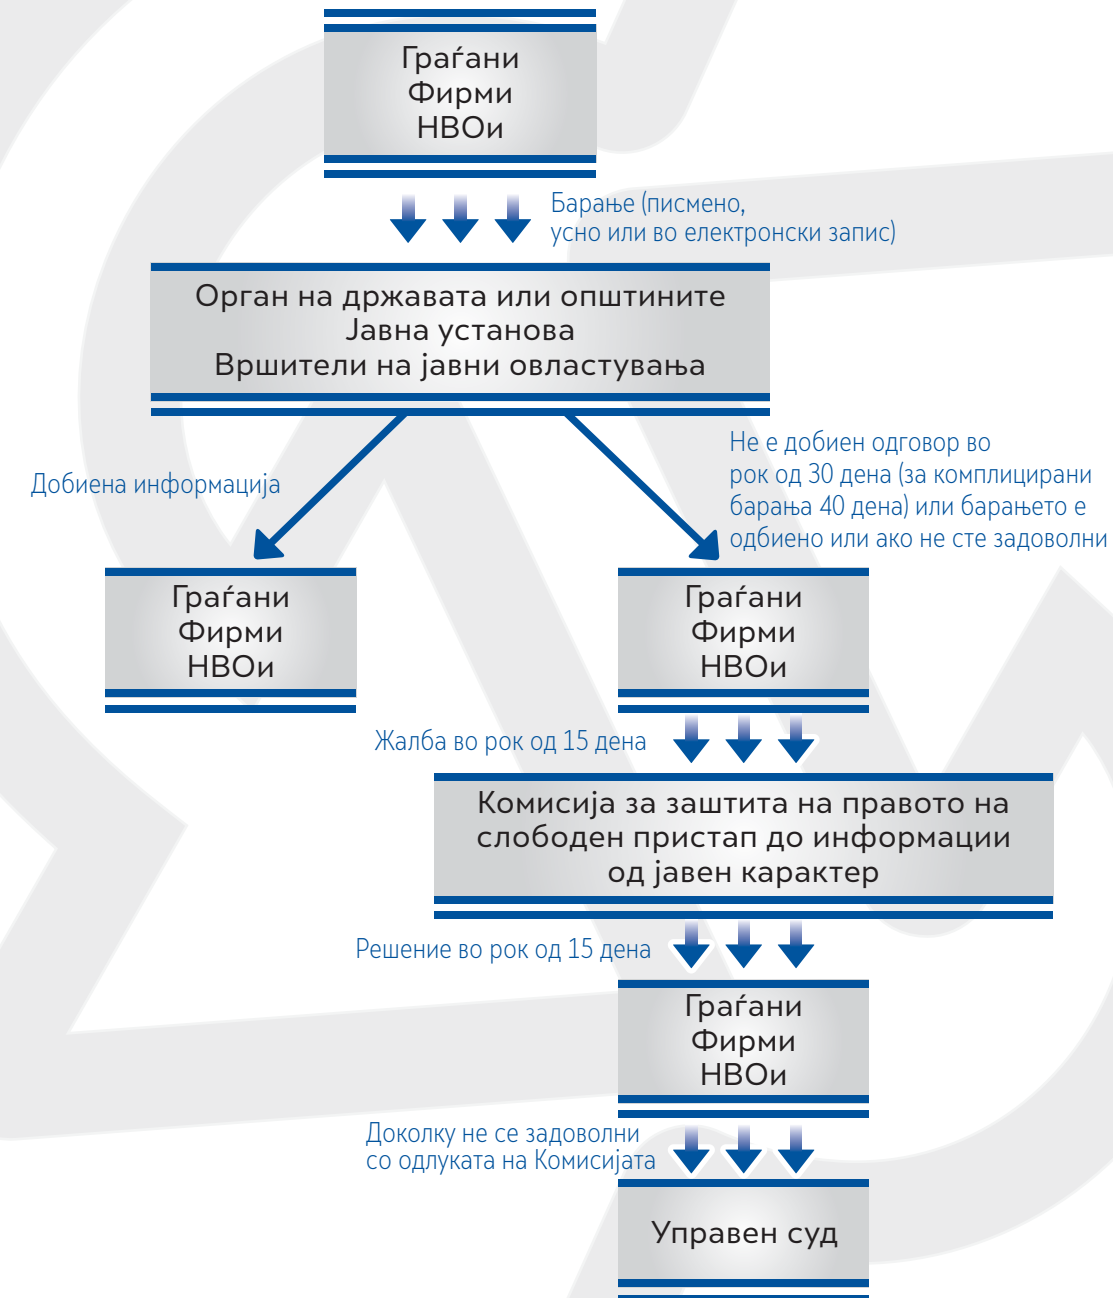 Граѓани
Фирми
НВОи
Барање (писмено,
усно или во електронски запис)
Орган на државата или општините
Јавна установа
Вршители на јавни овластувања
Добиена информација
Не е добиен одговор во
рок од 30 дена (за комплицирани
барања 40 дена) или барањето е
одбиено или ако не сте задоволни
Граѓани
Фирми
НВОи
Граѓани
Фирми
НВОи
Жалба во рок од 15 дена
Комисија за заштита на правото на
слободен пристап до информации
од јавен карактер
Решение во рок од 15 дена
Граѓани
Фирми
НВОи
Доколку не се задоволни
со одлуката на Комисијата
Управен суд